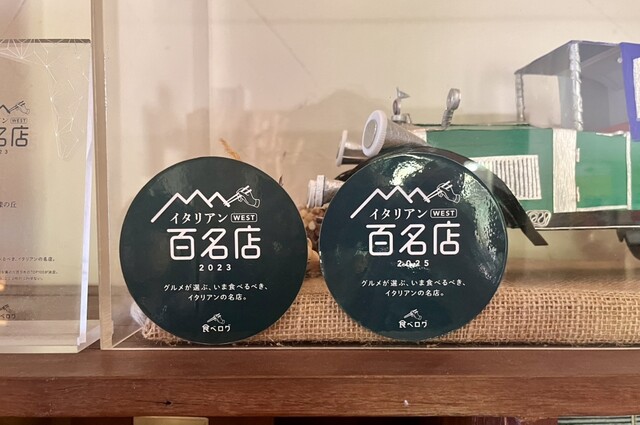 イタリアン WEST
百名店
2023
グルメが選ぶ、いま食べるべき、
イタリアンの名店。
食べログ
イタリアン WEST
百名店
2025
グルメが選ぶ、いま食べるべき、
イタリアンの名店。
食べログ
WEST
名店